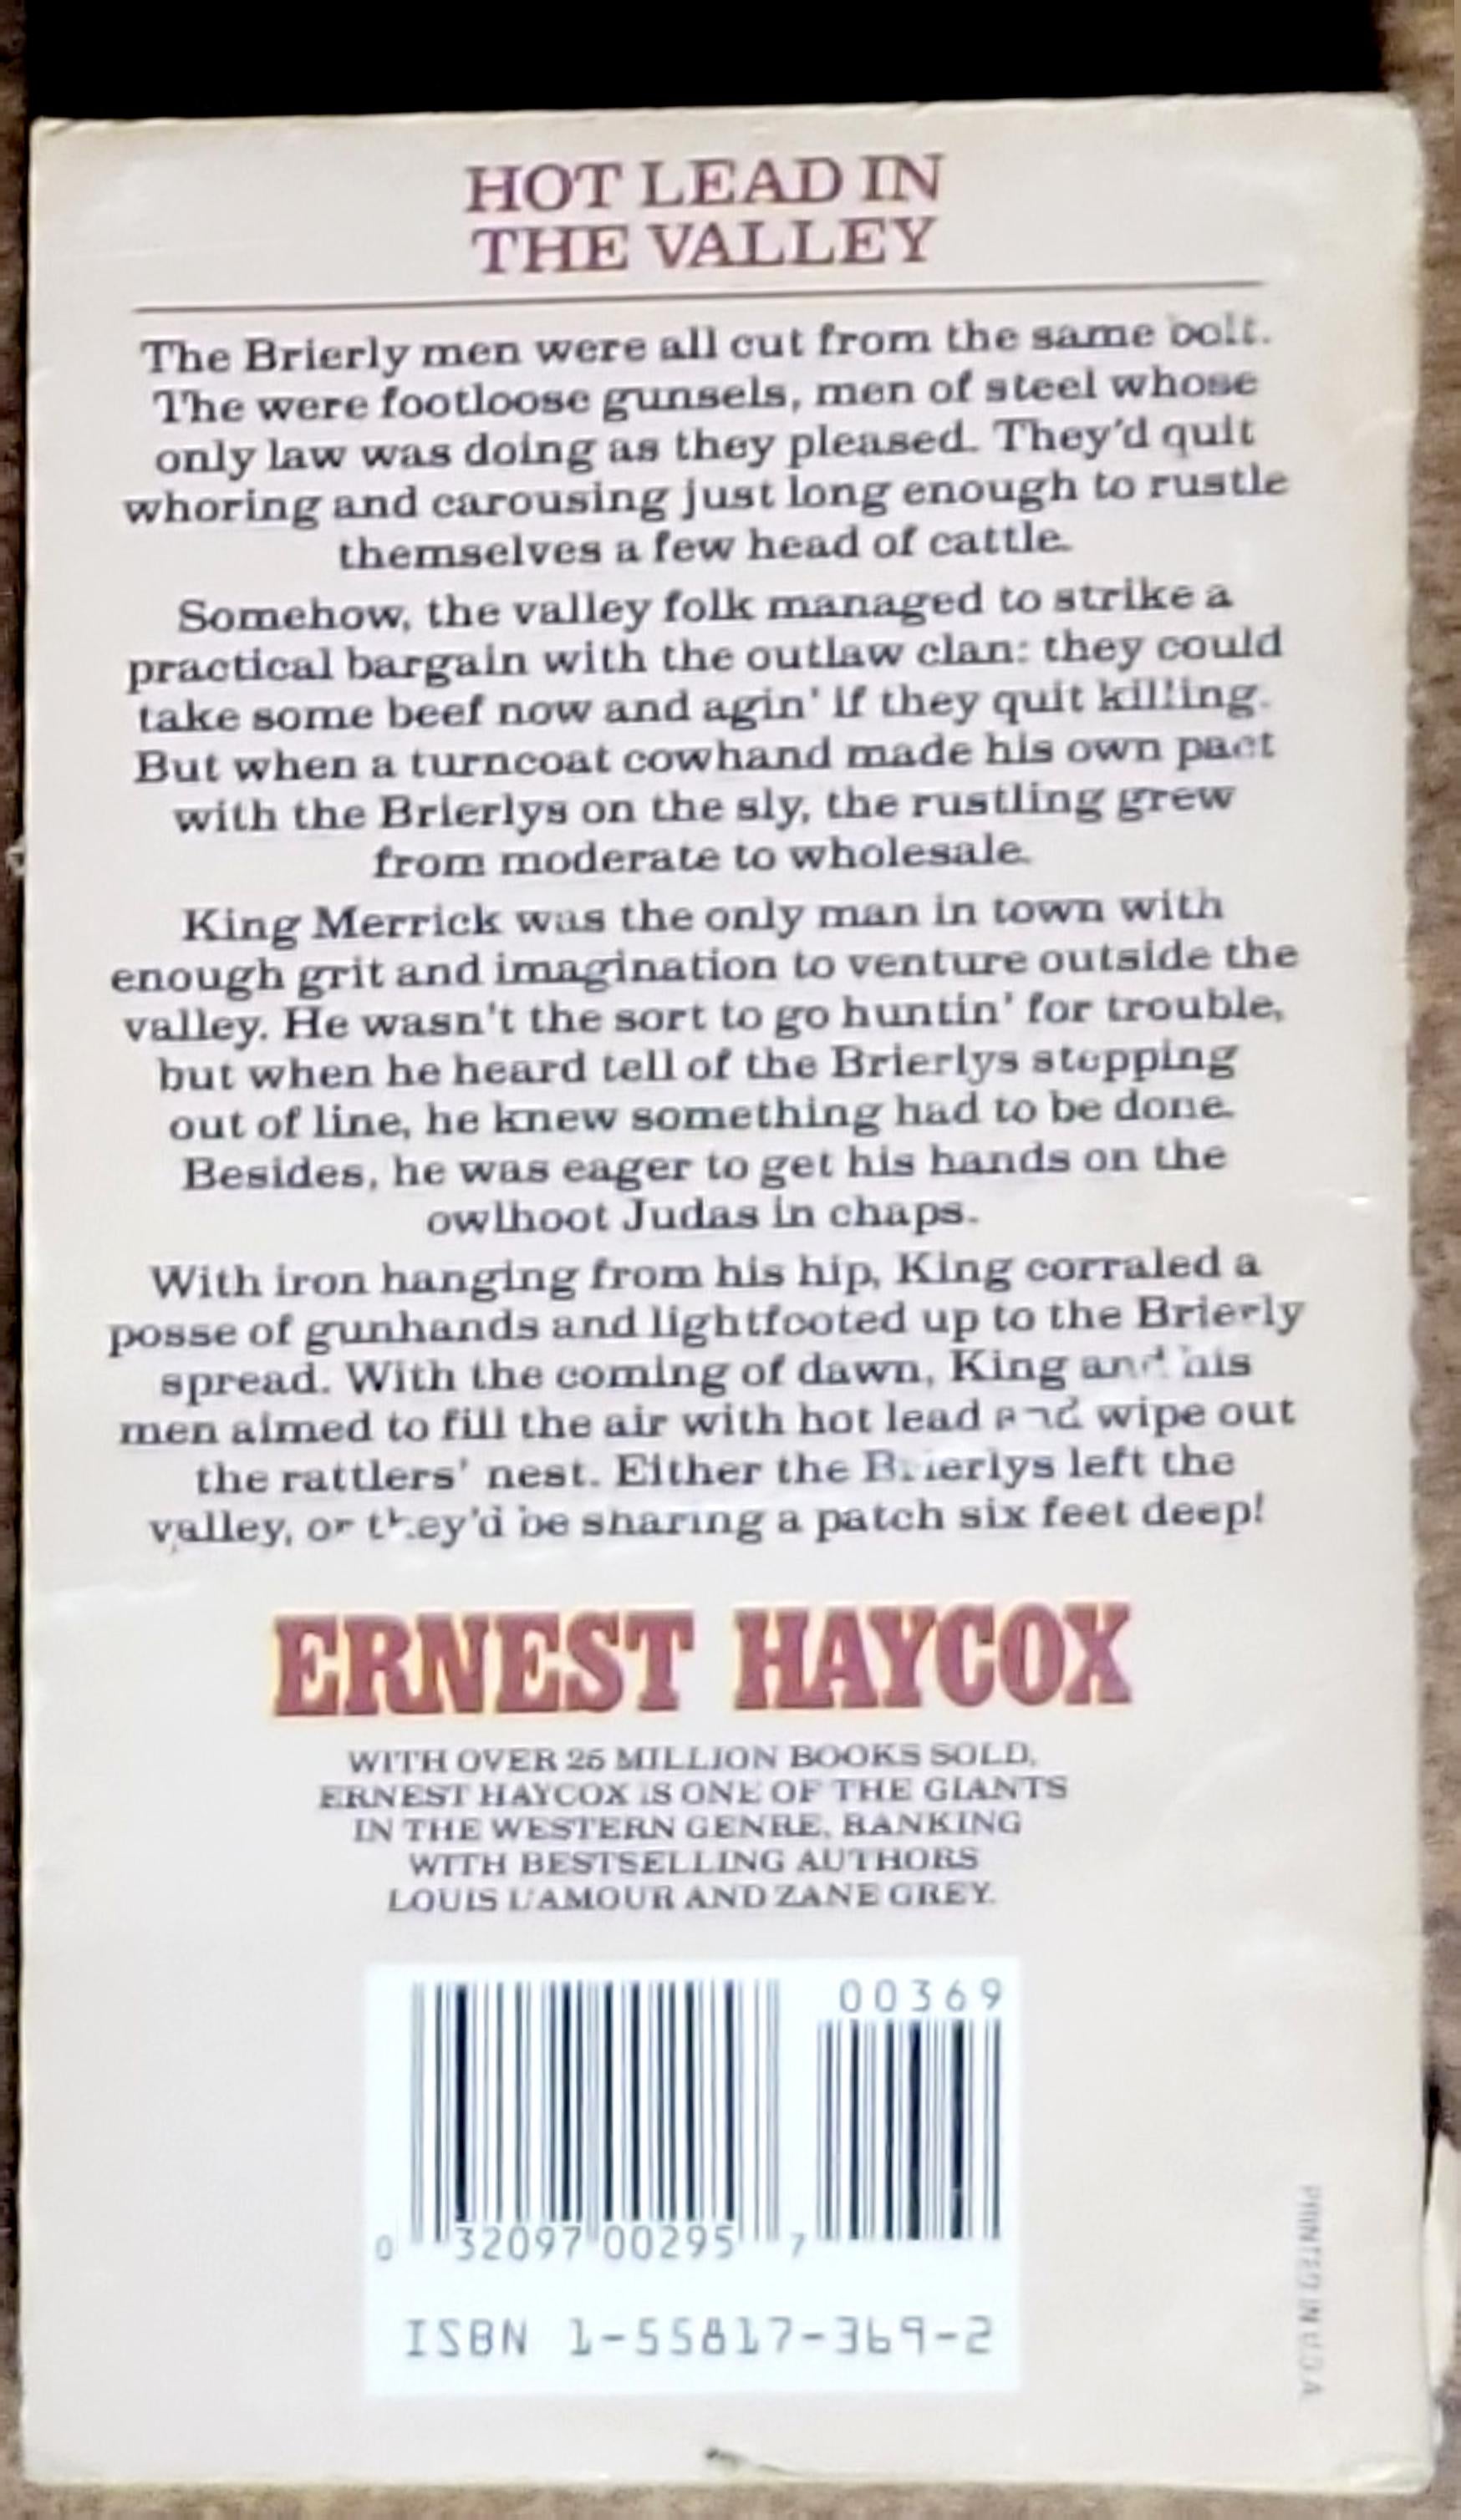 HOT LEAD IN
THE VALLEY
The Brierly men were all cut from the same bolt.
The were footloose gunsels, men of steel whose
only law was doing as they pleased. They'd quit
whoring and carousing just long enough to rustle
themselves a few head of cattle.
Somehow, the valley folk managed to strike a
practical bargain with the outlaw clan: they could
take some beef now and agin' if they quit killing.
But when a turncoat cowhand made his own pact
with the Brierlys on the sly, the rustling grew
from moderate to wholesale.
King Merrick was the only man in town with
enough grit and imagination to venture outside the
valley. He wasn't the sort to go huntin' for trouble,
but when he heard tell of the Brierlys stepping
out of line, he knew something had to be done.
Besides, he was eager to get his hands on the
owlhoot Judas in chaps.
With iron hanging from his hip, King corraled a
posse of gunhands and lightfooted up to the Brierly
spread. With the coming of dawn, King and his
men aimed to fill the air with hot lead and wipe out
the rattlers' nest. Either the Brierlys left the
valley, or they'd be sharing a patch six feet deep!
ERNEST HAYCOX
WITH OVER 25 MILLION BOOKS SOLD,
ERNEST HAYCOX IS ONE OF THE GIANTS
IN THE WESTERN GENRE, RANKING
WITH BESTSELLING AUTHORS
LOUIS L'AMOUR AND ZANE GREY.
00369
0 32097 00295 7
ISBN 1-55817-369-2
PRINTED IN U.S.A.